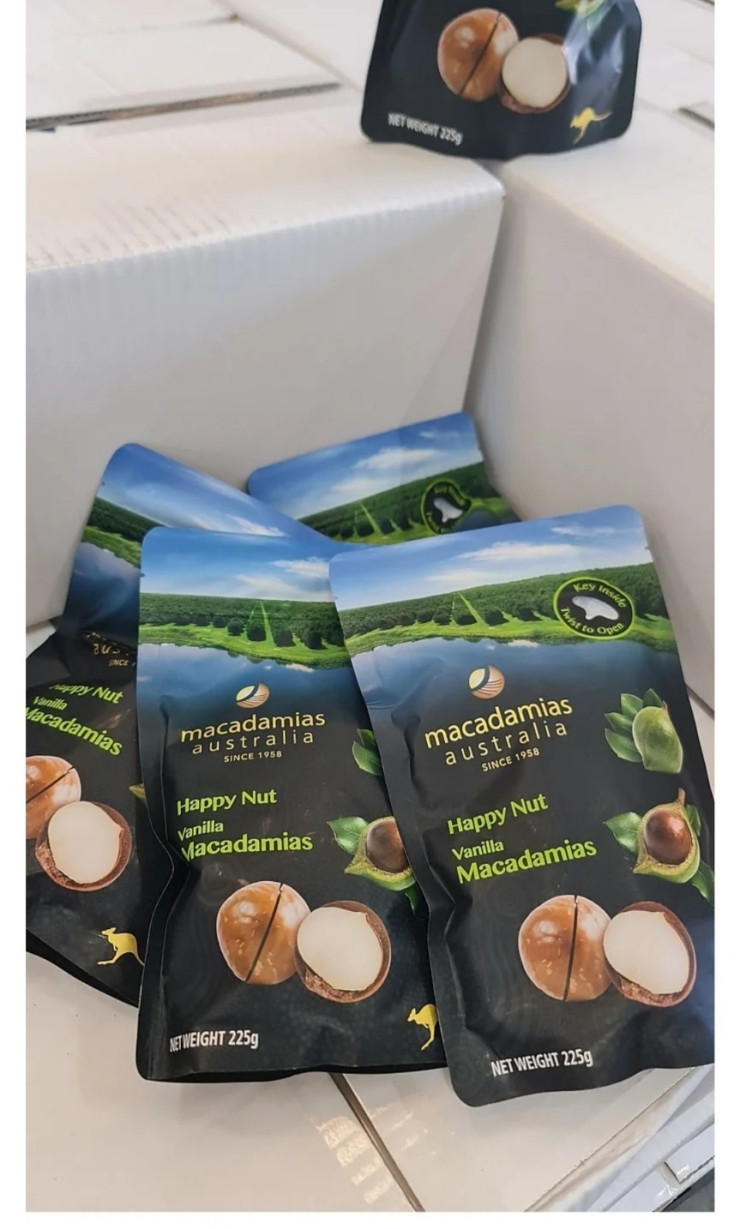 NET WEIGHT 225g
Key Inside
Twist to Open
macadamias
australia
SINCE 1958
Happy Nut
Vanilla
Macadamias
NET WEIGHT 225g
macadamias
australia
SINCE 1958
Happy Nut
Vanilla
Macadamias
NET WEIGHT 225g
SINCE
Happy Nut
Vanilla
Macadamias